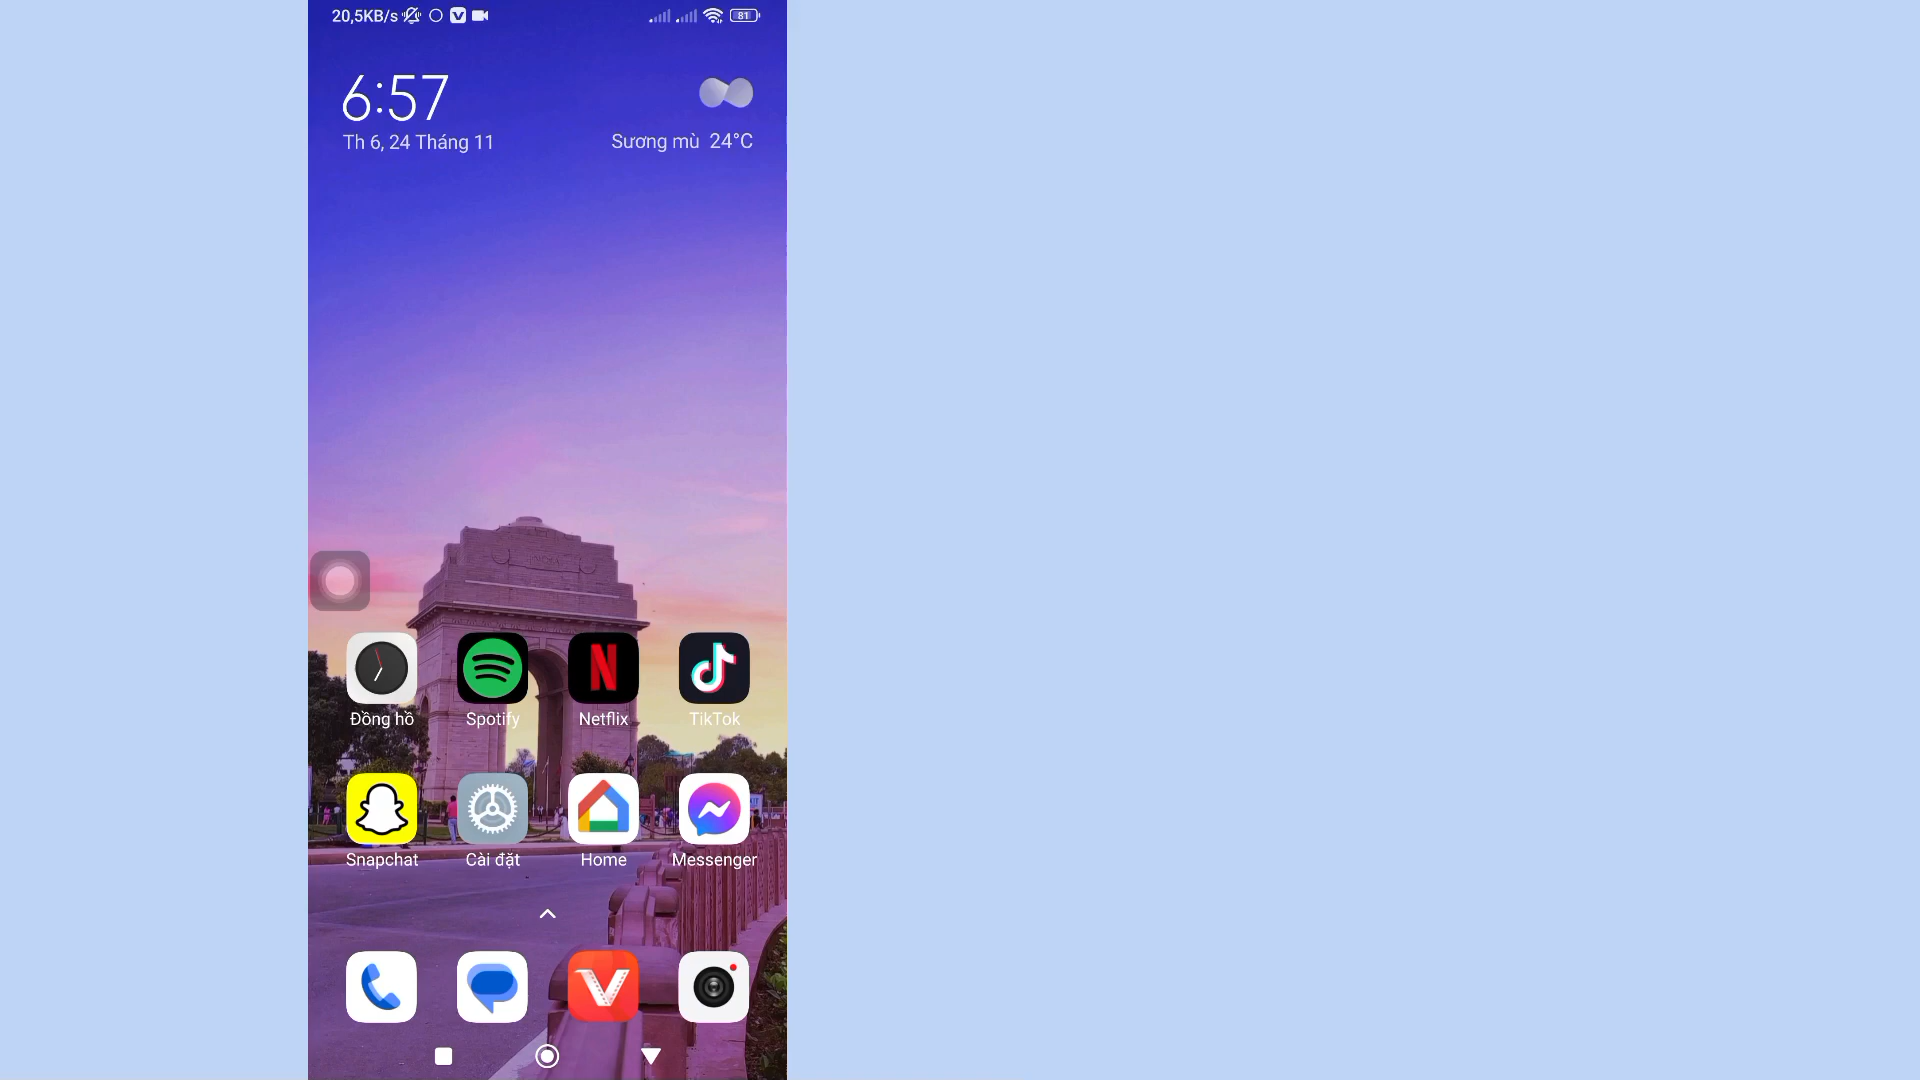 20,5KB/s
81
6:57
Th 6, 24 Tháng 11
Sương mù 24°C
Đồng hồ
Spotify
Netflix
TikTok
Snapchat
Cài đặt
Home
Messenger